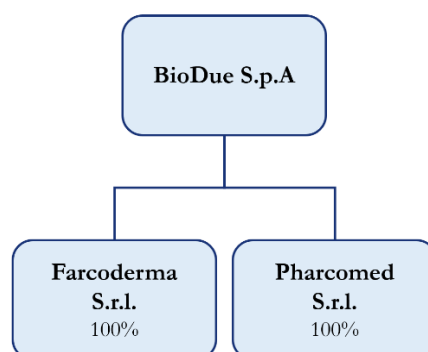 BioDue S.p.A
Farcoderma
S.r.l.
100%
Pharcomed
S.r.l.
100%